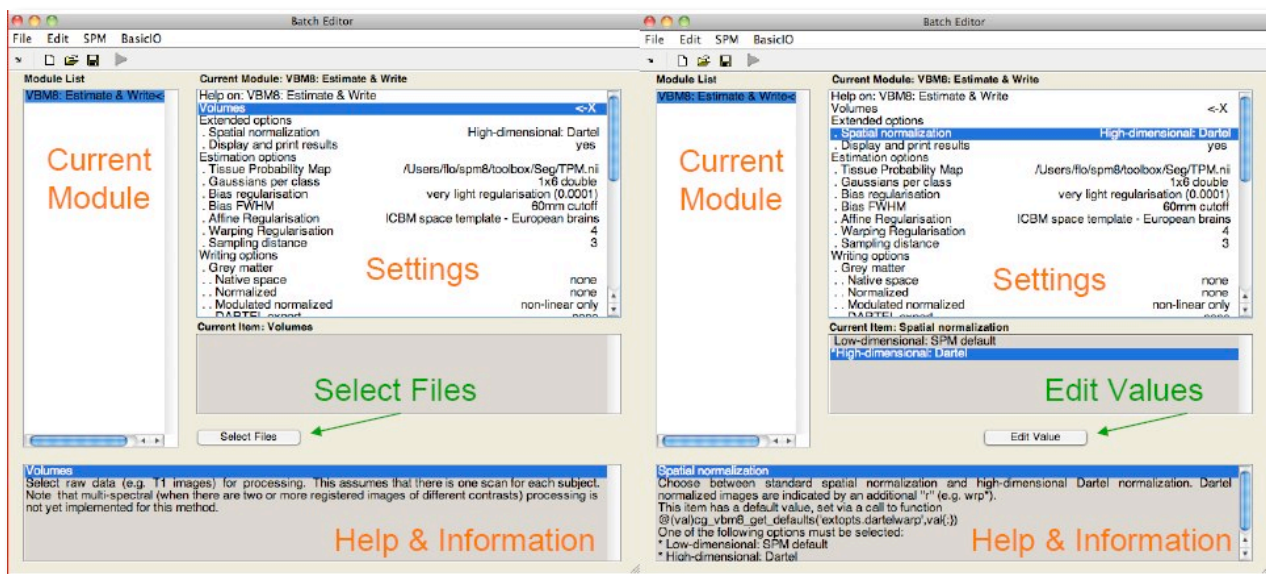 Batch Editor
File Edit SPM BasicIO
Module List
VBM8: Estimate & Write<-
Current Module
Current Module: VBM8: Estimate & Write
Help on: VBM8: Estimate & Write
Volumes <-X
Extended options
. Spatial normalization High-dimensional: Dartel
. Display and print results yes
Estimation options
. Tissue Probability Map /Users/flo/spm8/toolbox/Seg/TPM.nii
. Gaussians per class 1x6 double
. Bias regularisation very light regularisation (0.0001)
. Bias FWHM 60mm cutoff
. Affine Regularisation ICBM space template - European brains
. Warping Regularisation 4
. Sampling distance 3
Writing options
. Grey matter
. . Native space none
. . Normalized none
. . Modulated normalized non-linear only
. . DARTEL export none
Settings
Current Item: Volumes
Select Files
Select Files
Volumes
Select raw data (e.g. T1 images) for processing. This assumes that there is one scan for each subject.
Note that multi-spectral (when there are two or more registered images of different contrasts) processing is
not yet implemented for this method.
Help & Information
Batch Editor
File Edit SPM BasicIO
Module List
VBM8: Estimate & Write<
Current Module
Current Module: VBM8: Estimate & Write
Help on: VBM8: Estimate & Write
Volumes <-X
Extended options
. Spatial normalization High-dimensional: Dartel
. Display and print results yes
Estimation options
. Tissue Probability Map /Users/flo/spm8/toolbox/Seg/TPM.nii
. Gaussians per class 1x6 double
. Bias regularisation very light regularisation (0.0001)
. Bias FWHM 60mm cutoff
. Affine Regularisation ICBM space template - European brains
. Warping Regularisation 4
. Sampling distance 3
Writing options
. Grey matter
. . Native space none
. . Normalized none
. . Modulated normalized non-linear only
. . DARTEL export none
Settings
Current Item: Spatial normalization
Low-dimensional: SPM default
*High-dimensional: Dartel
Edit Values
Edit Value
Spatial normalization
Choose between standard spatial normalization and high-dimensional Dartel normalization. Dartel
normalized images are indicated by an additional "r" (e.g. wrp*).
This item has a default value, set via a call to function
@(val)cg_vbm8_get_defaults('extopts.dartelwarp',val{:})
One of the following options must be selected:
* Low-dimensional: SPM default
* High-dimensional: Dartel
Help & Information